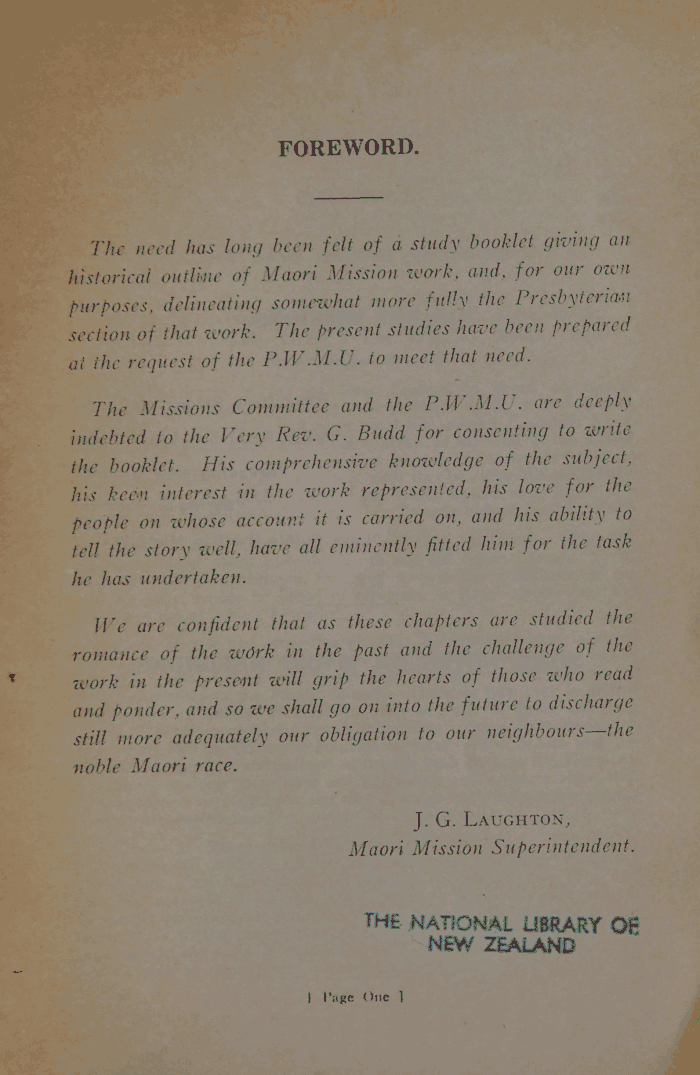 FOREWORD.
The need has long been felt of a study booklet giving an
historical outline of Maori Mission work, and, for our own
purposes, delineating somewhat more fully the Presbyterian
section of that work. The present studies have been prepared
at the request of the P.W.M.U. to meet that need.
The Missions Committee and the P.W.M.U. are deeply
indebted to the Very Rev. G. Budd for consenting to write
the booklet. His comprehensive knowledge of the subject,
his keen interest in the work represented, his love for the
people on whose account it is carried on, and his ability to
tell the story well, have all eminently fitted him for the task
he has undertaken.
We are confident that as these chapters are studied the
romance of the work in the past and the challenge of the
work in the present will grip the hearts of those who read
and ponder, and so we shall go on into the future to discharge
still more adequately our obligation to our neighbours—the
noble Maori race.
J. G. LAUGHTON,
Maori Mission Superintendent.
THE NATIONAL LIBRARY OF
NEW ZEALAND
[ Page One ]